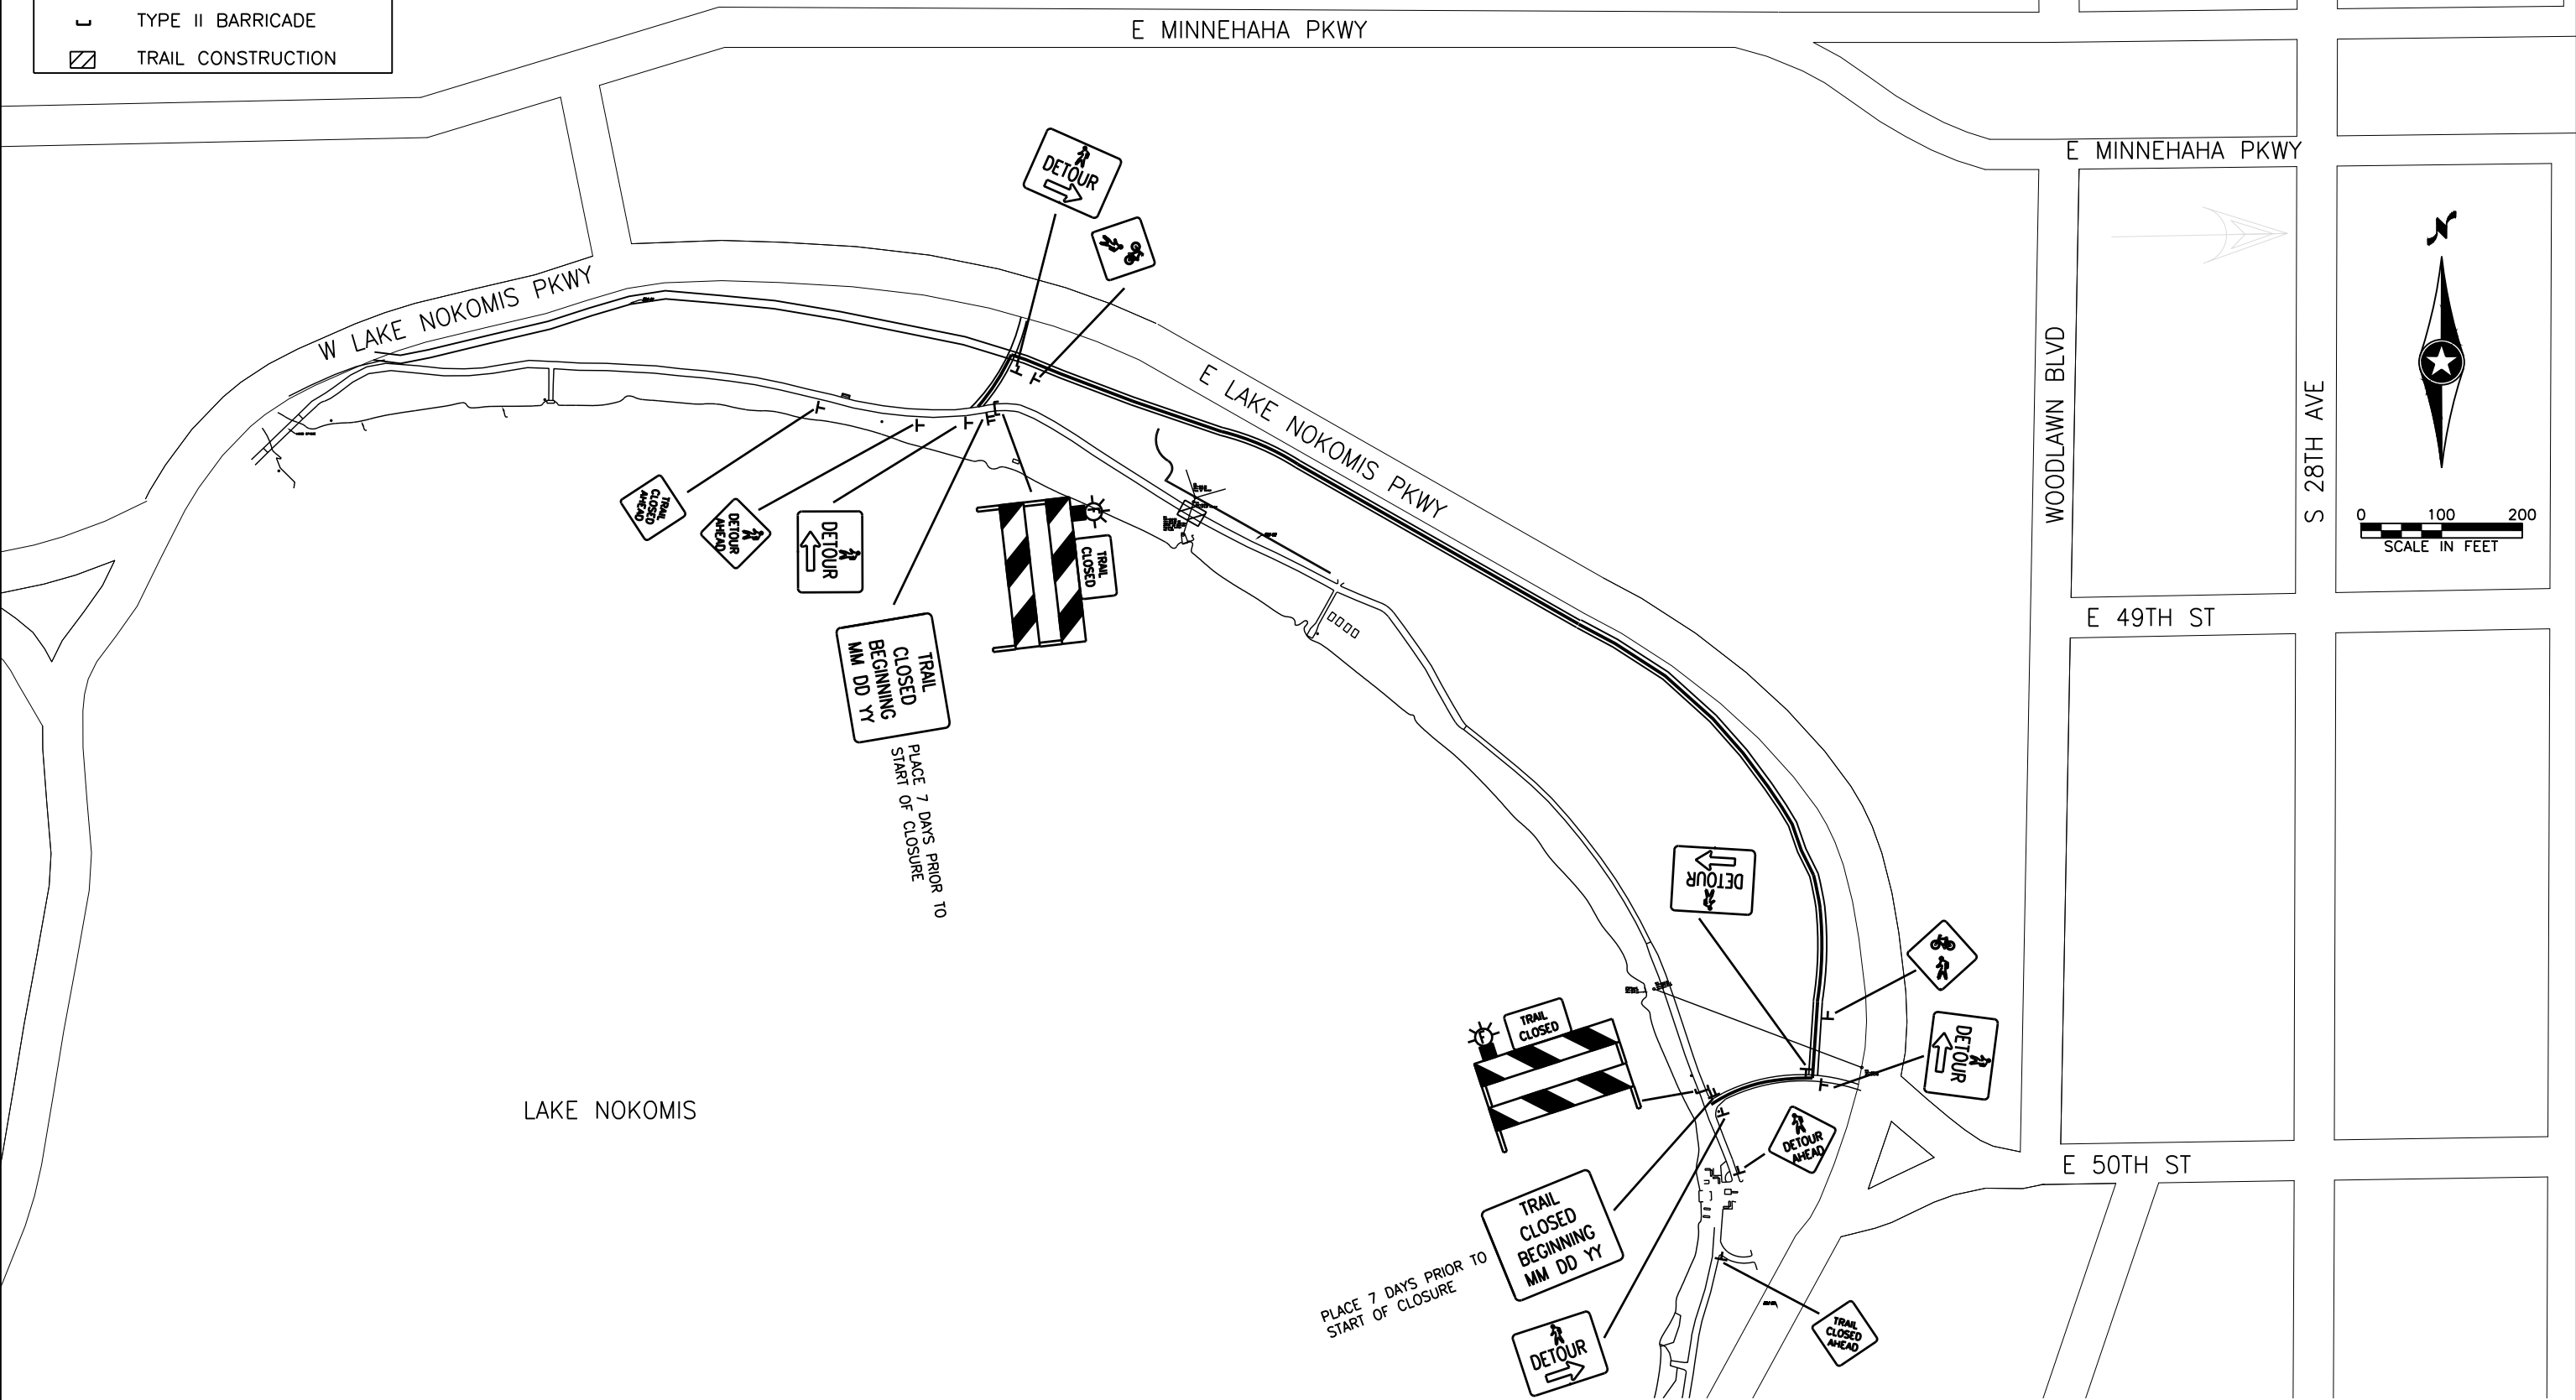 TYPE II BARRICADE
TRAIL CONSTRUCTION
E MINNEHAHA PKWY
E MINNEHAHA PKWY
DETOUR
W LAKE NOKOMIS PKWY
E LAKE NOKOMIS PKWY
WOODLAWN BLVD
S 28TH AVE
N
0 100 200
SCALE IN FEET
TRAIL
CLOSED
AHEAD
DETOUR
AHEAD
DETOUR
F
TRAIL
CLOSED
TRAIL
CLOSED
BEGINNING
MM DD YY
PLACE 7 DAYS PRIOR TO
START OF CLOSURE
E 49TH ST
DETOUR
DETOUR
F
TRAIL
CLOSED
LAKE NOKOMIS
DETOUR
AHEAD
E 50TH ST
TRAIL
CLOSED
BEGINNING
MM DD YY
PLACE 7 DAYS PRIOR TO
START OF CLOSURE
DETOUR
TRAIL
CLOSED
AHEAD